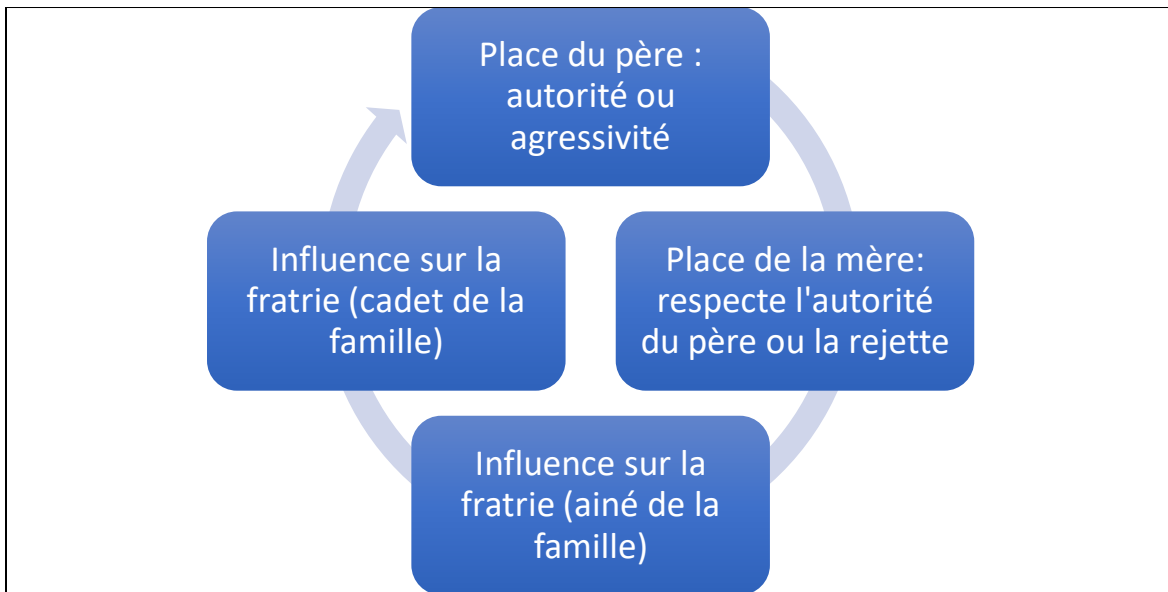 Place du père :
autorité ou
agressivité
Place de la mère:
respecte l'autorité
du père ou la rejette
Influence sur la
fratrie (ainé de la
famille)
Influence sur la
fratrie (cadet de la
famille)